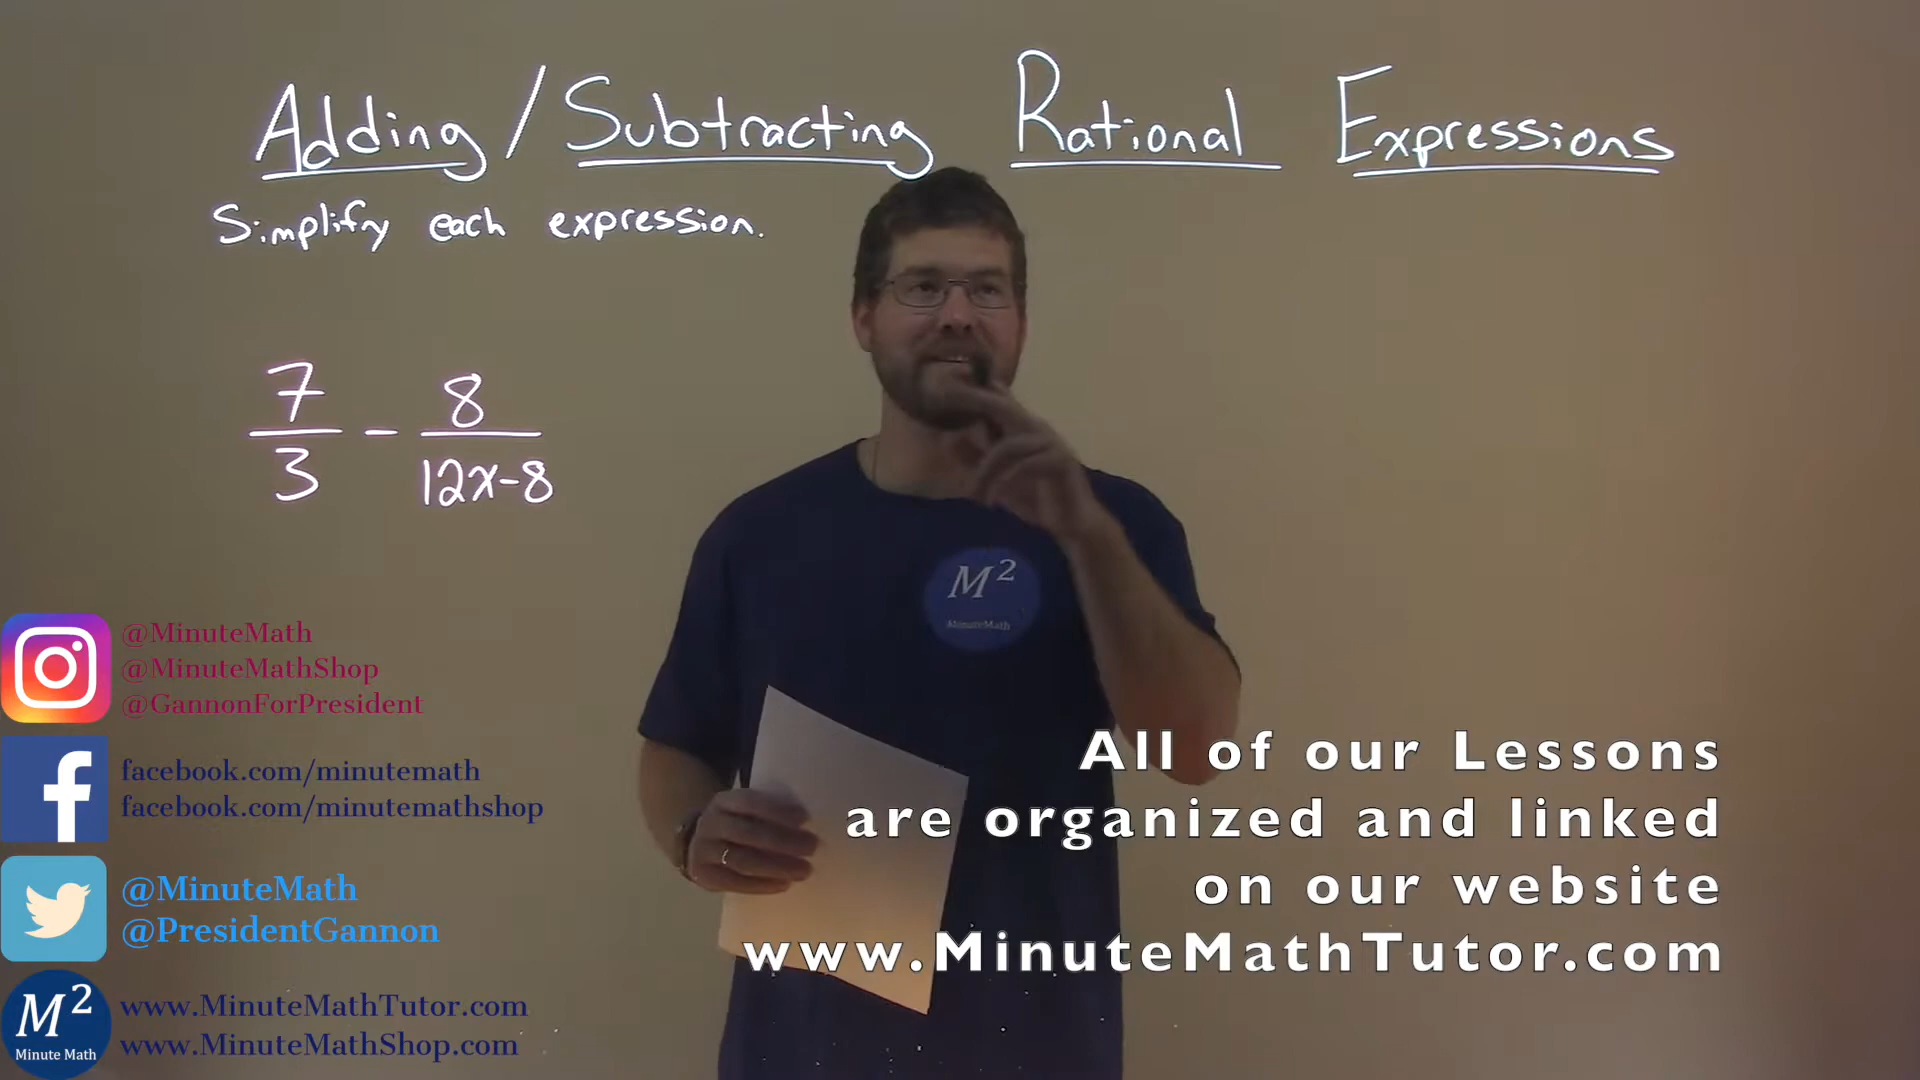 Adding/Subtracting Rational Expressions
Simplify each expression.
7/3 - 8/(12x-8)
M²
MinuteMath
@MinuteMath
@MinuteMathShop
@GannonForPresident
facebook.com/minutemath
facebook.com/minutemathshop
@MinuteMath
@PresidentGannon
M²
Minute Math
www.MinuteMathTutor.com
www.MinuteMathShop.com
All of our Lessons
are organized and linked
on our website
www.MinuteMathTutor.com